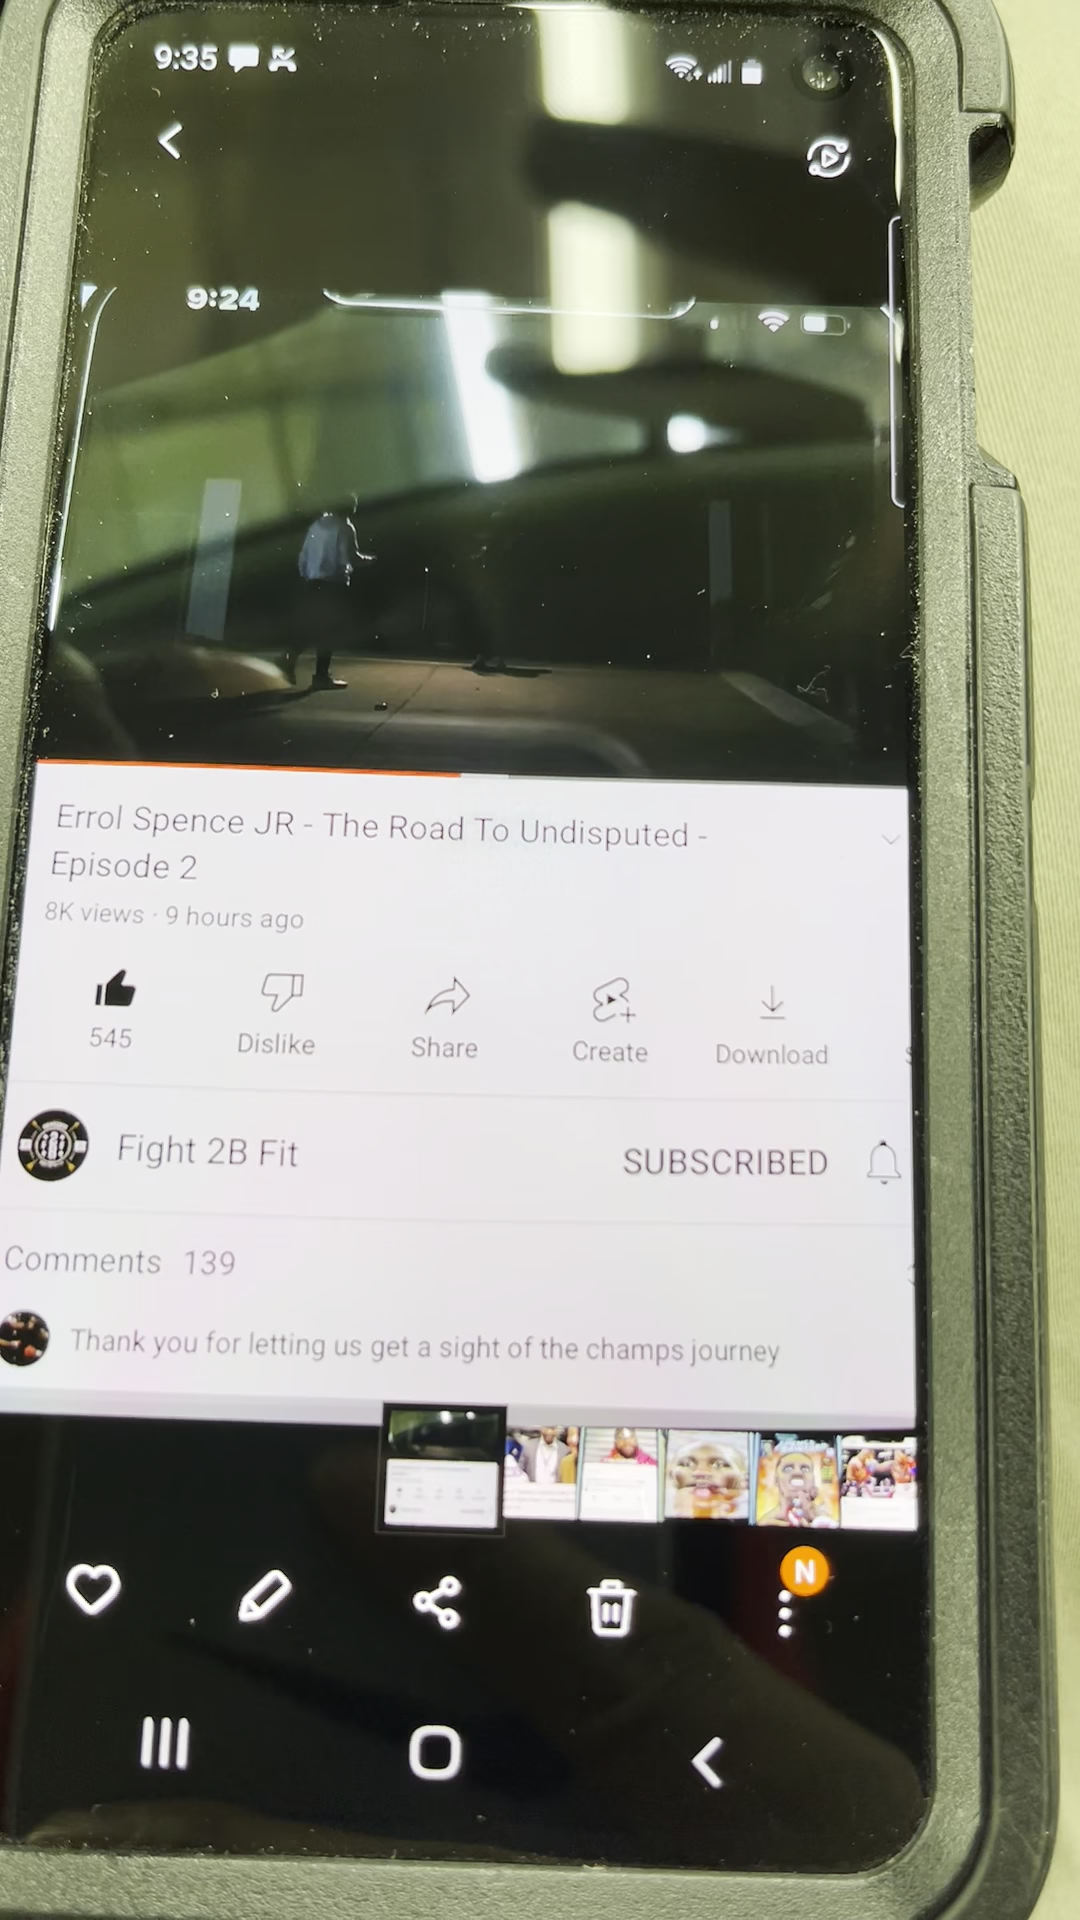 9:35
9:24
Errol Spence JR - The Road To Undisputed -
Episode 2
8K views · 9 hours ago
545
Dislike
Share
Create
Download
Fight 2B Fit
SUBSCRIBED
Comments 139
Thank you for letting us get a sight of the champs journey
N